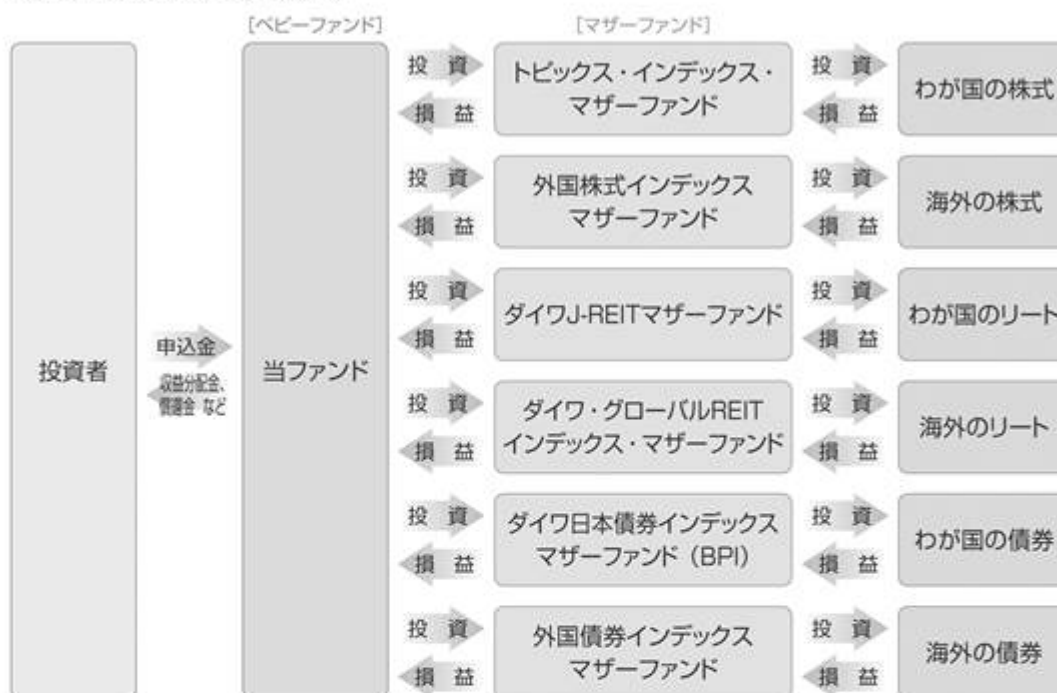 [ベビーファンド]
[マザーファンド]
投資者
申込金
収益分配金、
償還金 など
当ファンド
投 資
損 益
トピックス・インデックス・
マザーファンド
投 資
損 益
わが国の株式
投 資
損 益
外国株式インデックス
マザーファンド
投 資
損 益
海外の株式
投 資
損 益
ダイワJ-REITマザーファンド
投 資
損 益
わが国のリート
投 資
損 益
ダイワ・グローバルREIT
インデックス・マザーファンド
投 資
損 益
海外のリート
投 資
損 益
ダイワ日本債券インデックス
マザーファンド（BPI）
投 資
損 益
わが国の債券
投 資
損 益
外国債券インデックス
マザーファンド
投 資
損 益
海外の債券